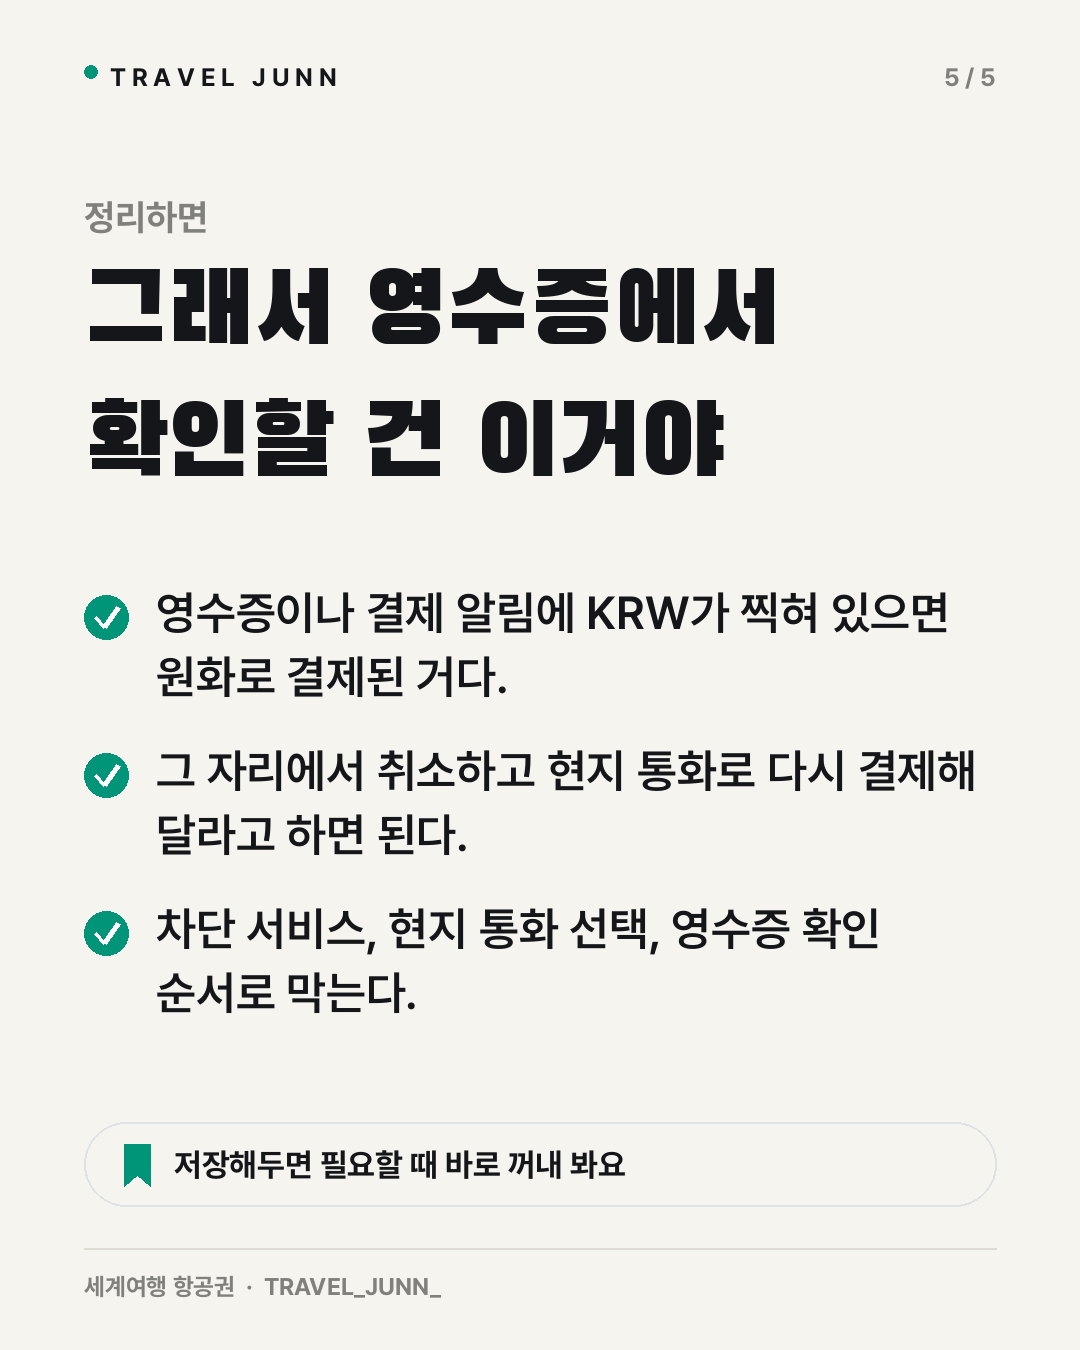 TRAVEL JUNN
5 / 5
정리하면
그래서 영수증에서
확인할 건 이거야
영수증이나 결제 알림에 KRW가 찍혀 있으면
원화로 결제된 거다.
그 자리에서 취소하고 현지 통화로 다시 결제해
달라고 하면 된다.
차단 서비스, 현지 통화 선택, 영수증 확인
순서로 막는다.
저장해두면 필요할 때 바로 꺼내 봐요
세계여행 항공권 · TRAVEL_JUNN_